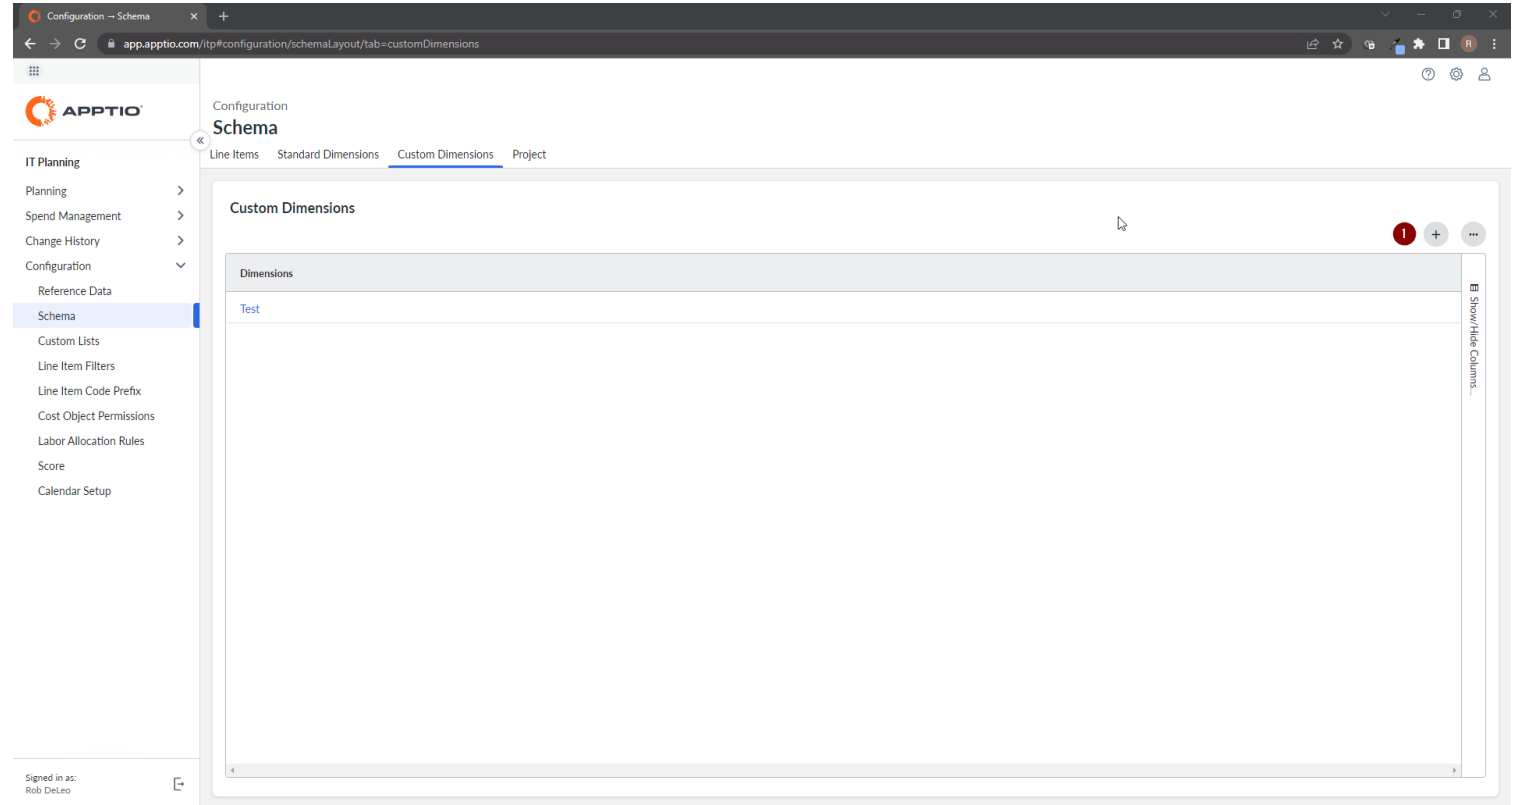 Configuration → Schema
app.apptio.com/itp#configuration/schemaLayout/tab=customDimensions
R
APPTIO
IT Planning
Planning
Spend Management
Change History
Configuration
Reference Data
Schema
Custom Lists
Line Item Filters
Line Item Code Prefix
Cost Object Permissions
Labor Allocation Rules
Score
Calendar Setup
Signed in as:
Rob DeLeo
Configuration
Schema
Line Items Standard Dimensions Custom Dimensions Project
Custom Dimensions
1
Dimensions
Test
Show/Hide Columns...